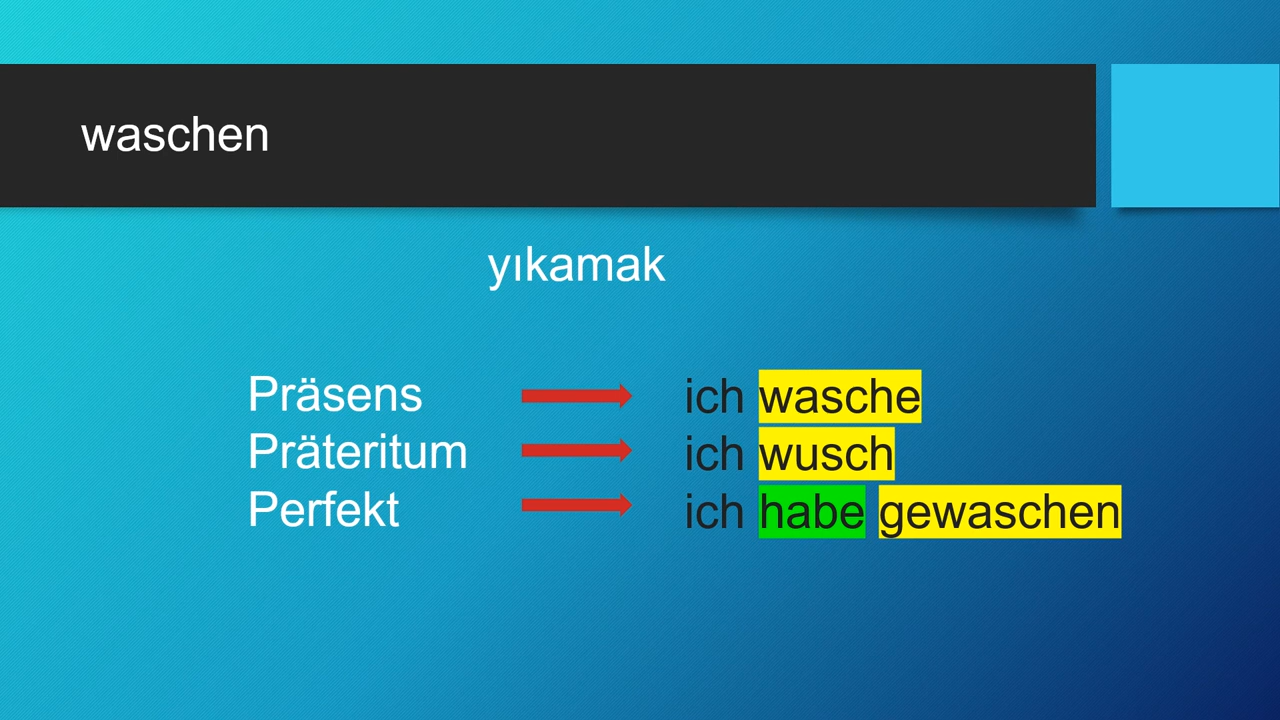 waschen
yıkamak
Präsens ich wasche
Präteritum ich wusch
Perfekt ich habe gewaschen